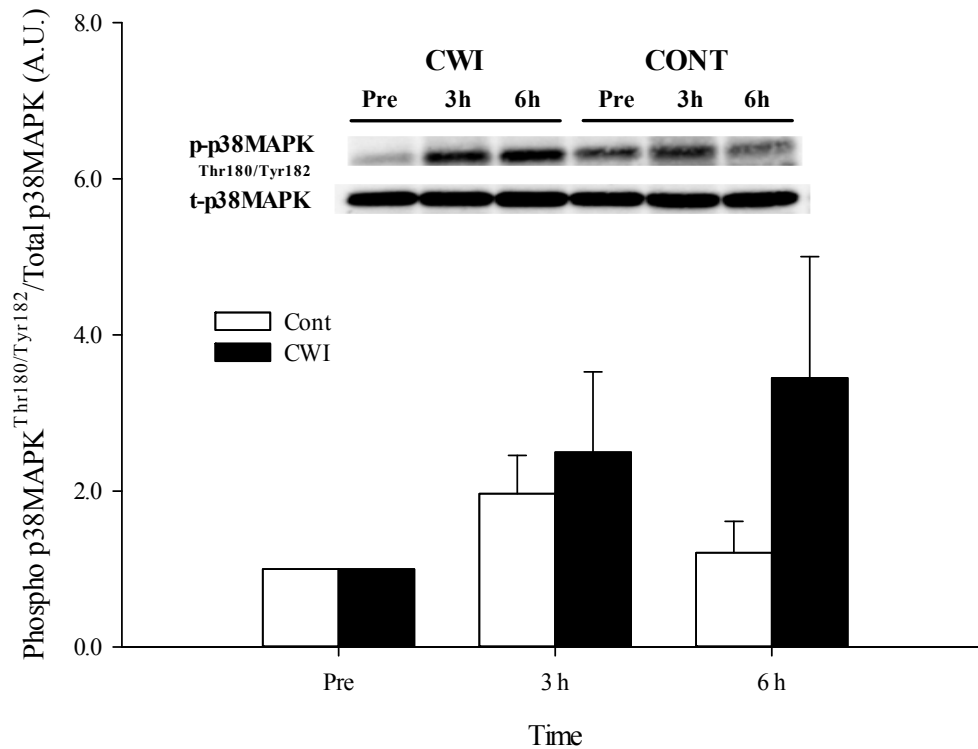 Phospho p38MAPK Thr180/Tyr182/Total p38MAPK (A.U.)
8.0
6.0
4.0
2.0
0.0
CWI CONT
Pre 3h 6h Pre 3h 6h
p-p38MAPK
Thr180/Tyr182
t-p38MAPK
Cont
CWI
Pre 3 h 6 h
Time